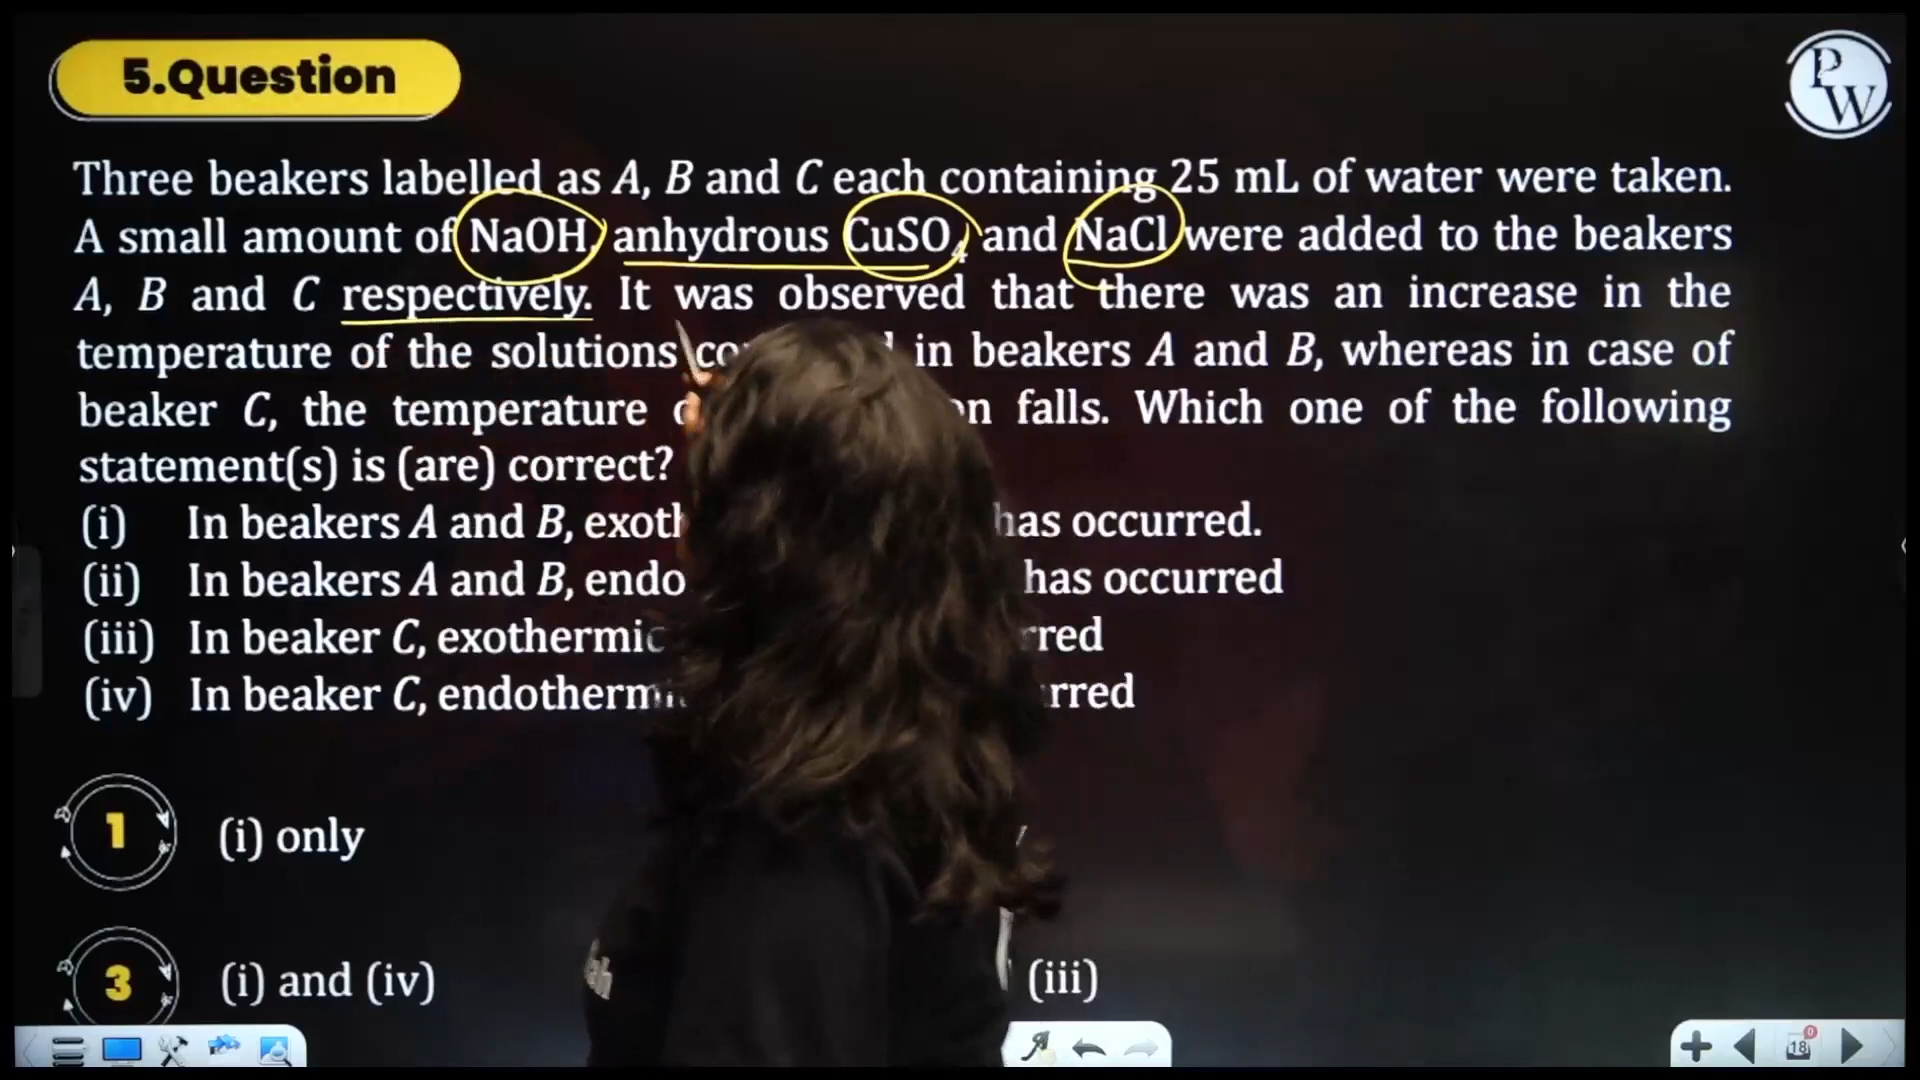 5.Question
PW
Three beakers labelled as A, B and C each containing 25 mL of water were taken.
A small amount of NaOH, anhydrous CuSO4 and NaCl were added to the beakers
A, B and C respectively. It was observed that there was an increase in the
temperature of the solutions in beakers A and B, whereas in case of
beaker C, the temperature falls. Which one of the following
statement(s) is (are) correct?
(i) In beakers A and B, has occurred.
(ii) In beakers A and B, has occurred
(iii) In beaker C, exothermic
(iv) In beaker C,
1 (i) only
3 (i) and (iv) (iii)
18